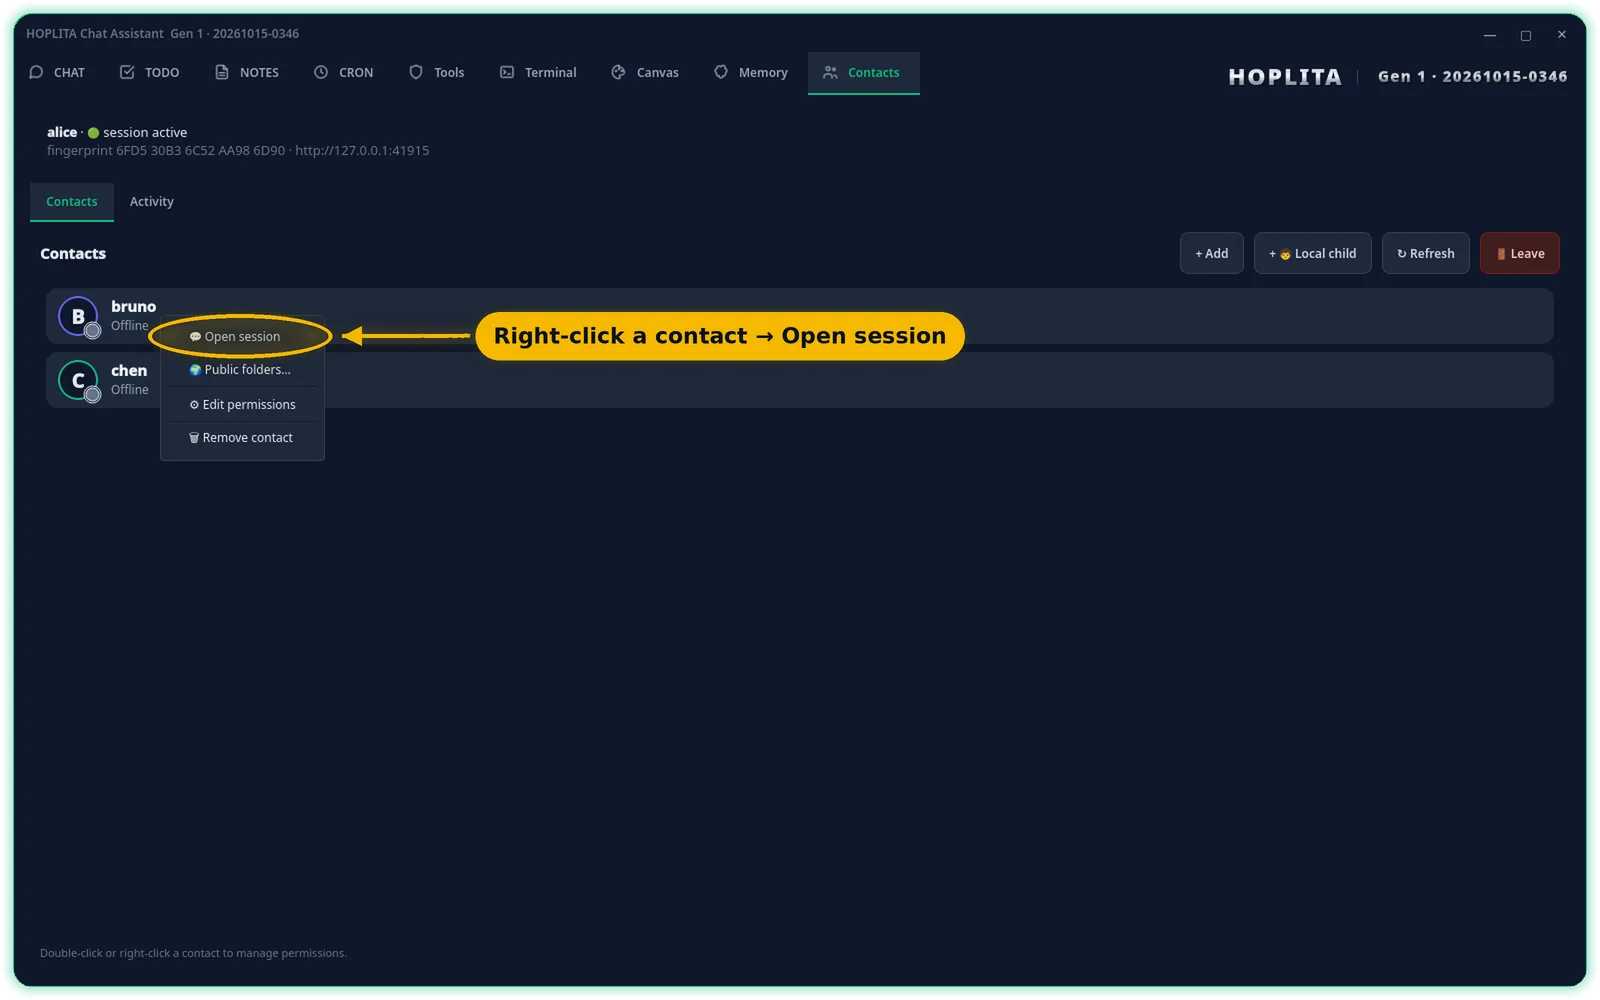 HOPLITA Chat Assistant Gen 1 · 20261015-0346
CHAT TODO NOTES CRON Tools Terminal Canvas Memory Contacts
HOPLITA | Gen 1 · 20261015-0346
alice · session active
fingerprint 6FD5 30B3 6C52 AA98 6D90 · http://127.0.0.1:41915
Contacts Activity
Contacts
+ Add
+ Local child
↻ Refresh
Leave
B
bruno
Offline
C
chen
Offline
Open session
Public folders...
Edit permissions
Remove contact
Right-click a contact → Open session
Double-click or right-click a contact to manage permissions.